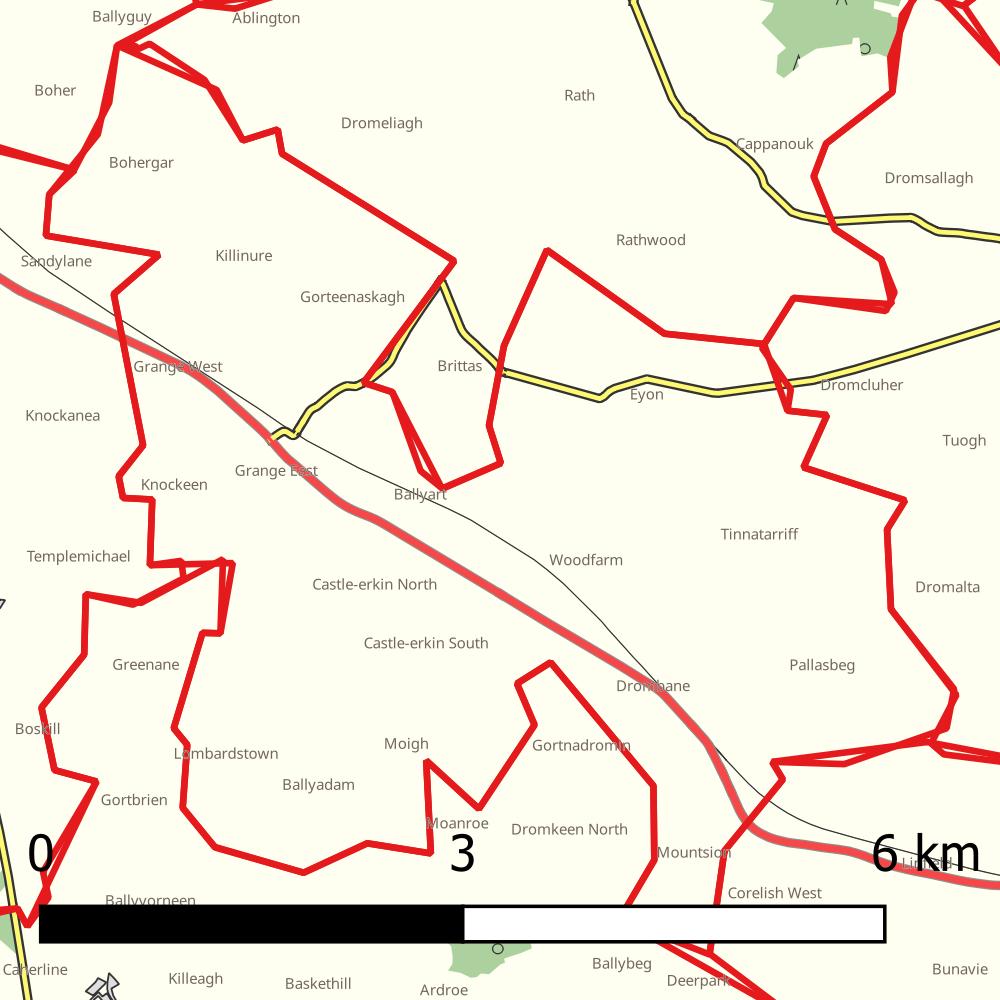 Ballyguy
Ablington
Boher
Rath
Dromeliagh
Cappanouk
Bohergar
Dromsallagh
Rathwood
Killinure
Sandylane
Gorteenaskagh
Grange West
Brittas
Dromcluher
Eyon
Knockanea
Tuogh
Grange East
Knockeen
Ballyart
Tinnatarriff
Templemichael
Woodfarm
Castle-erkin North
Dromalta
Castle-erkin South
Greenane
Pallasbeg
Drombane
Boskill
Moigh
Gortnadromin
Lombardstown
Ballyadam
Gortbrien
Moanroe
Dromkeen North
0
3
6 km
Mountsion
Linfield
Corelish West
Ballyvorneen
Caherline
Killeagh
Baskethill
Ardroe
Ballybeg
Deerpark
Bunavie